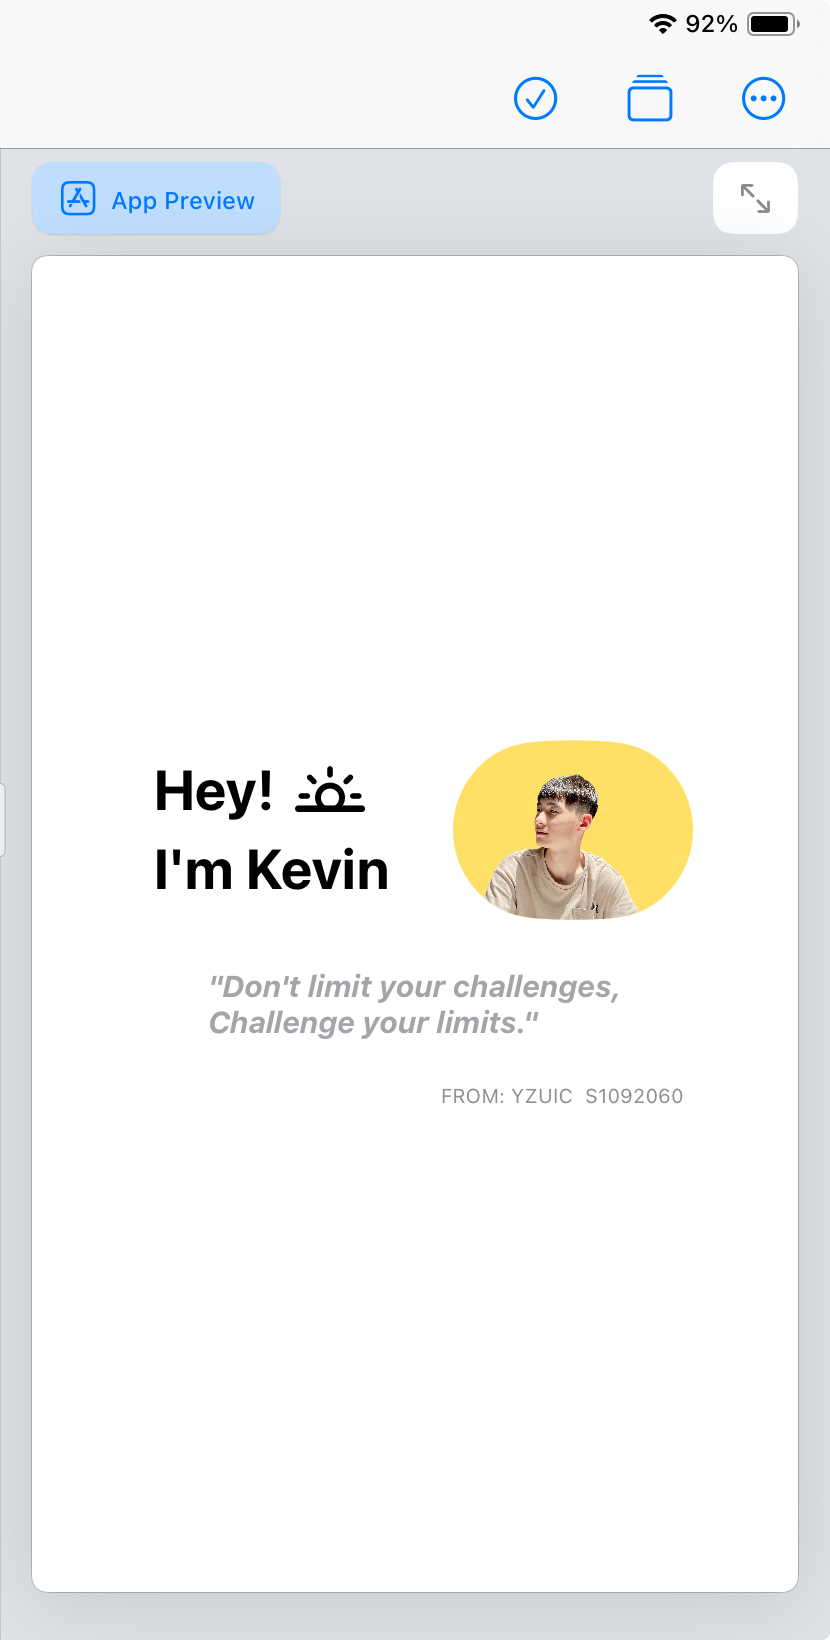 92%
App Preview
Hey!
I'm Kevin
"Don't limit your challenges,
Challenge your limits."
FROM: YZUIC  S1092060